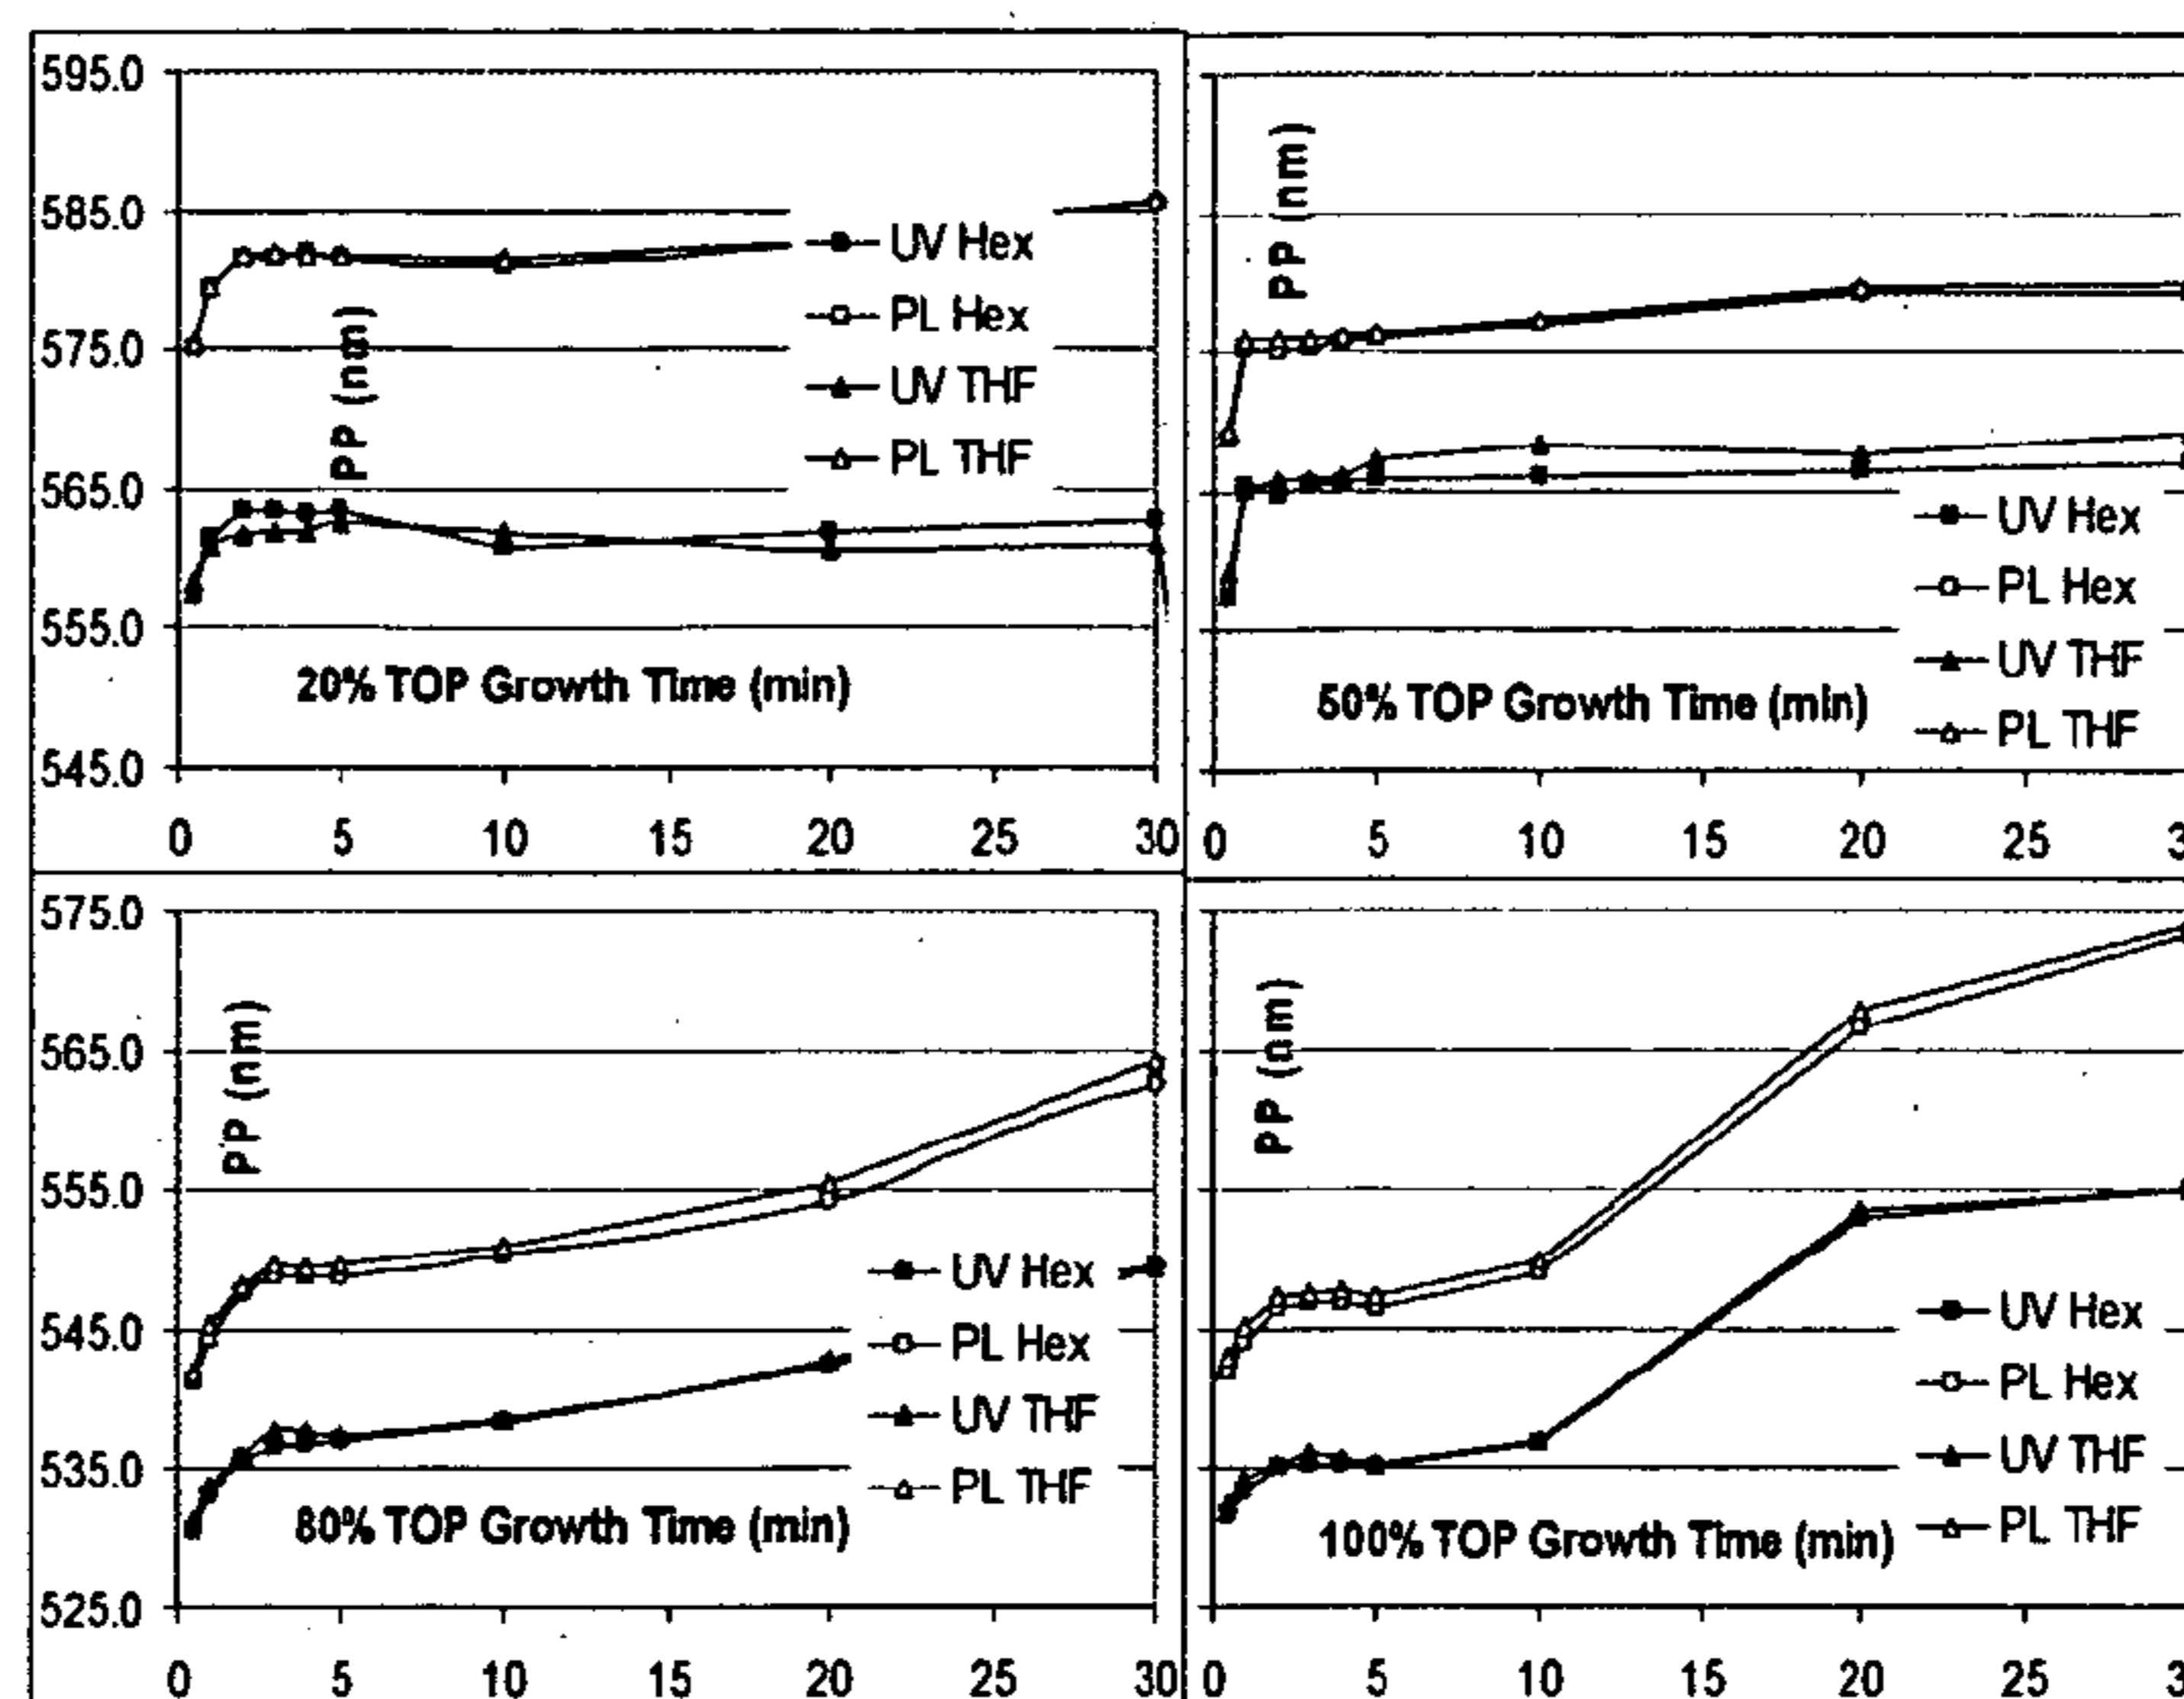 595.0
585.0
575.0
565.0
555.0
545.0
PP (nm)
UV Hex
PL Hex
UV THF
PL THF
20% TOP Growth Time (min)
0 5 10 15 20 25 30
PP (nm)
UV Hex
PL Hex
UV THF
PL THF
50% TOP Growth Time (min)
0 5 10 15 20 25 3
575.0
565.0
555.0
545.0
535.0
525.0
PP (nm)
UV Hex
PL Hex
UV THF
PL THF
80% TOP Growth Time (min)
0 5 10 15 20 25 30
PP (nm)
UV Hex
PL Hex
UV THF
PL THF
100% TOP Growth Time (min)
0 5 10 15 20 25 3